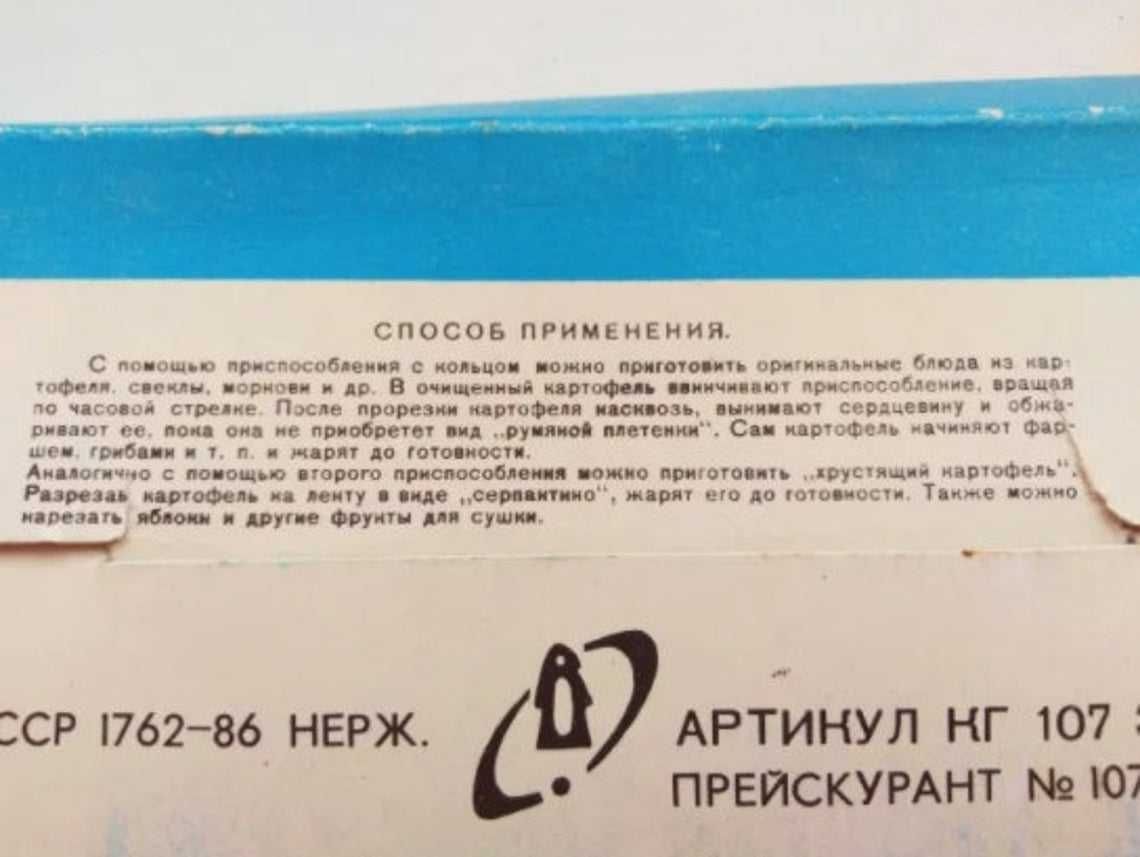 СПОСОБ ПРИМЕНЕНИЯ.
С помощью приспособления с кольцом можно приготовить оригинальные блюда из кар-
тофеля, свеклы, моркови и др. В очищенный картофель ввинчивают приспособление, вращая
по часовой стрелке. После прорезки картофеля насквозь, вынимают сердцевину и обжа-
ривают ее, пока она не приобретет вид „румяной плетенки“. Сам картофель начиняют фар-
шем, грибами и т. п. и жарят до готовности.
Аналогично с помощью второго приспособления можно приготовить „хрустящий картофель“.
Разрезав картофель на ленту в виде „серпантино“, жарят его до готовности. Также можно
нарезать яблоки и другие фрукты для сушки.
ССР 1762–86 НЕРЖ.
АРТИКУЛ КГ 107
ПРЕЙСКУРАНТ № 107